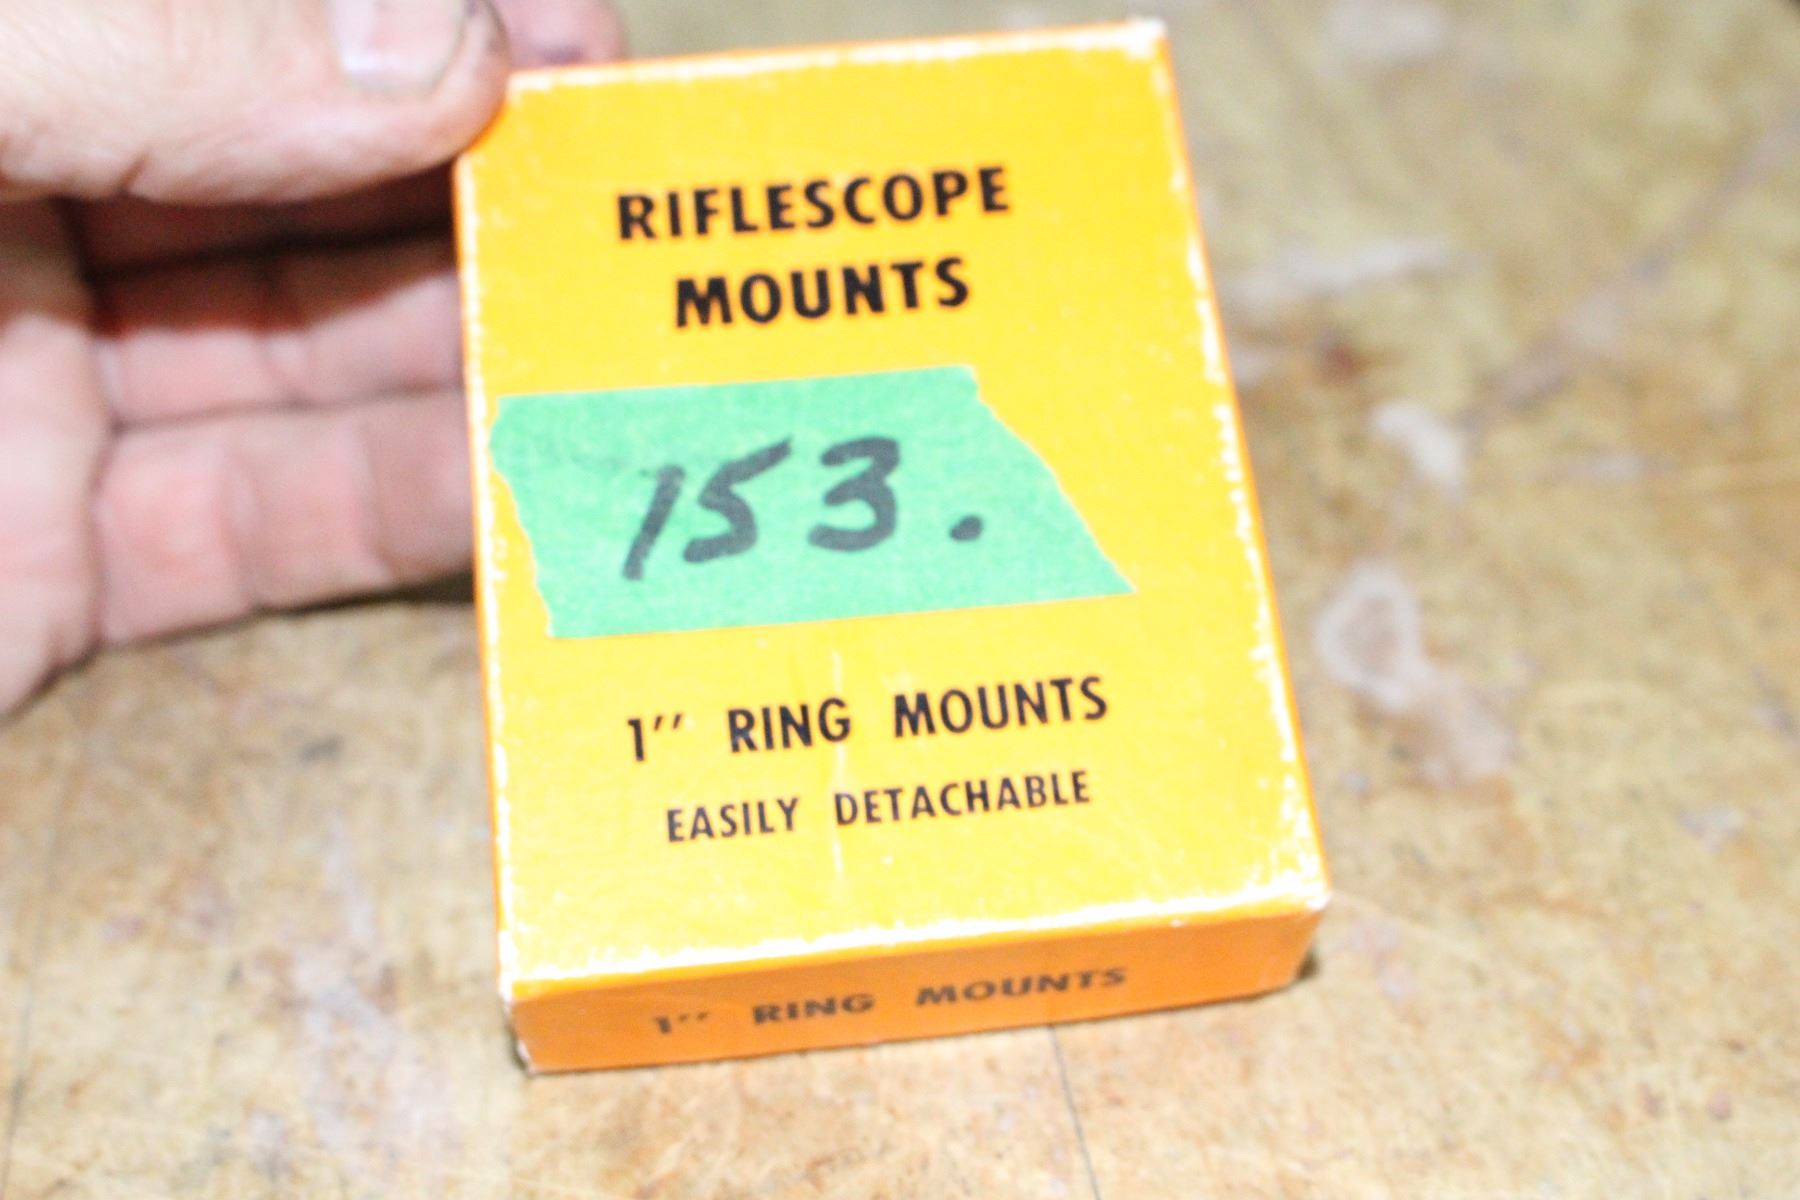 RIFLESCOPE
MOUNTS
153.
1" RING MOUNTS
EASILY DETACHABLE
1" RING MOUNTS